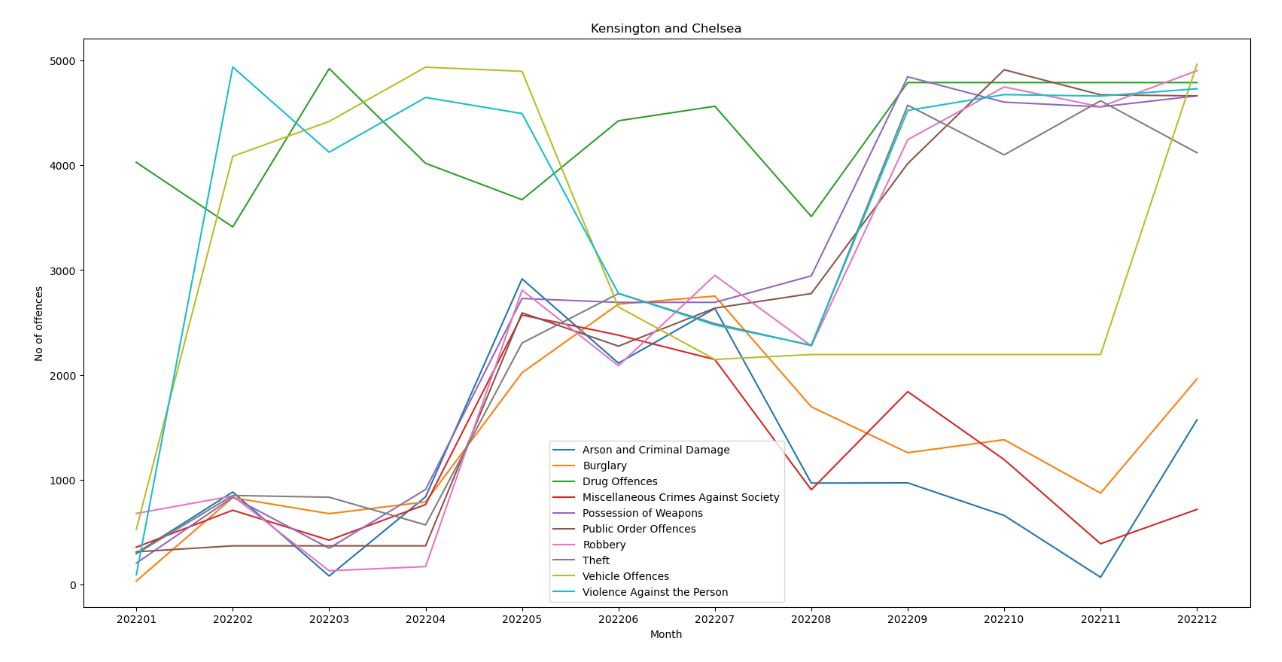 Kensington and Chelsea
5000
4000
3000
2000
1000
0
No of offences
Arson and Criminal Damage
Burglary
Drug Offences
Miscellaneous Crimes Against Society
Possession of Weapons
Public Order Offences
Robbery
Theft
Vehicle Offences
Violence Against the Person
202201 202202 202203 202204 202205 202206 202207 202208 202209 202210 202211 202212
Month